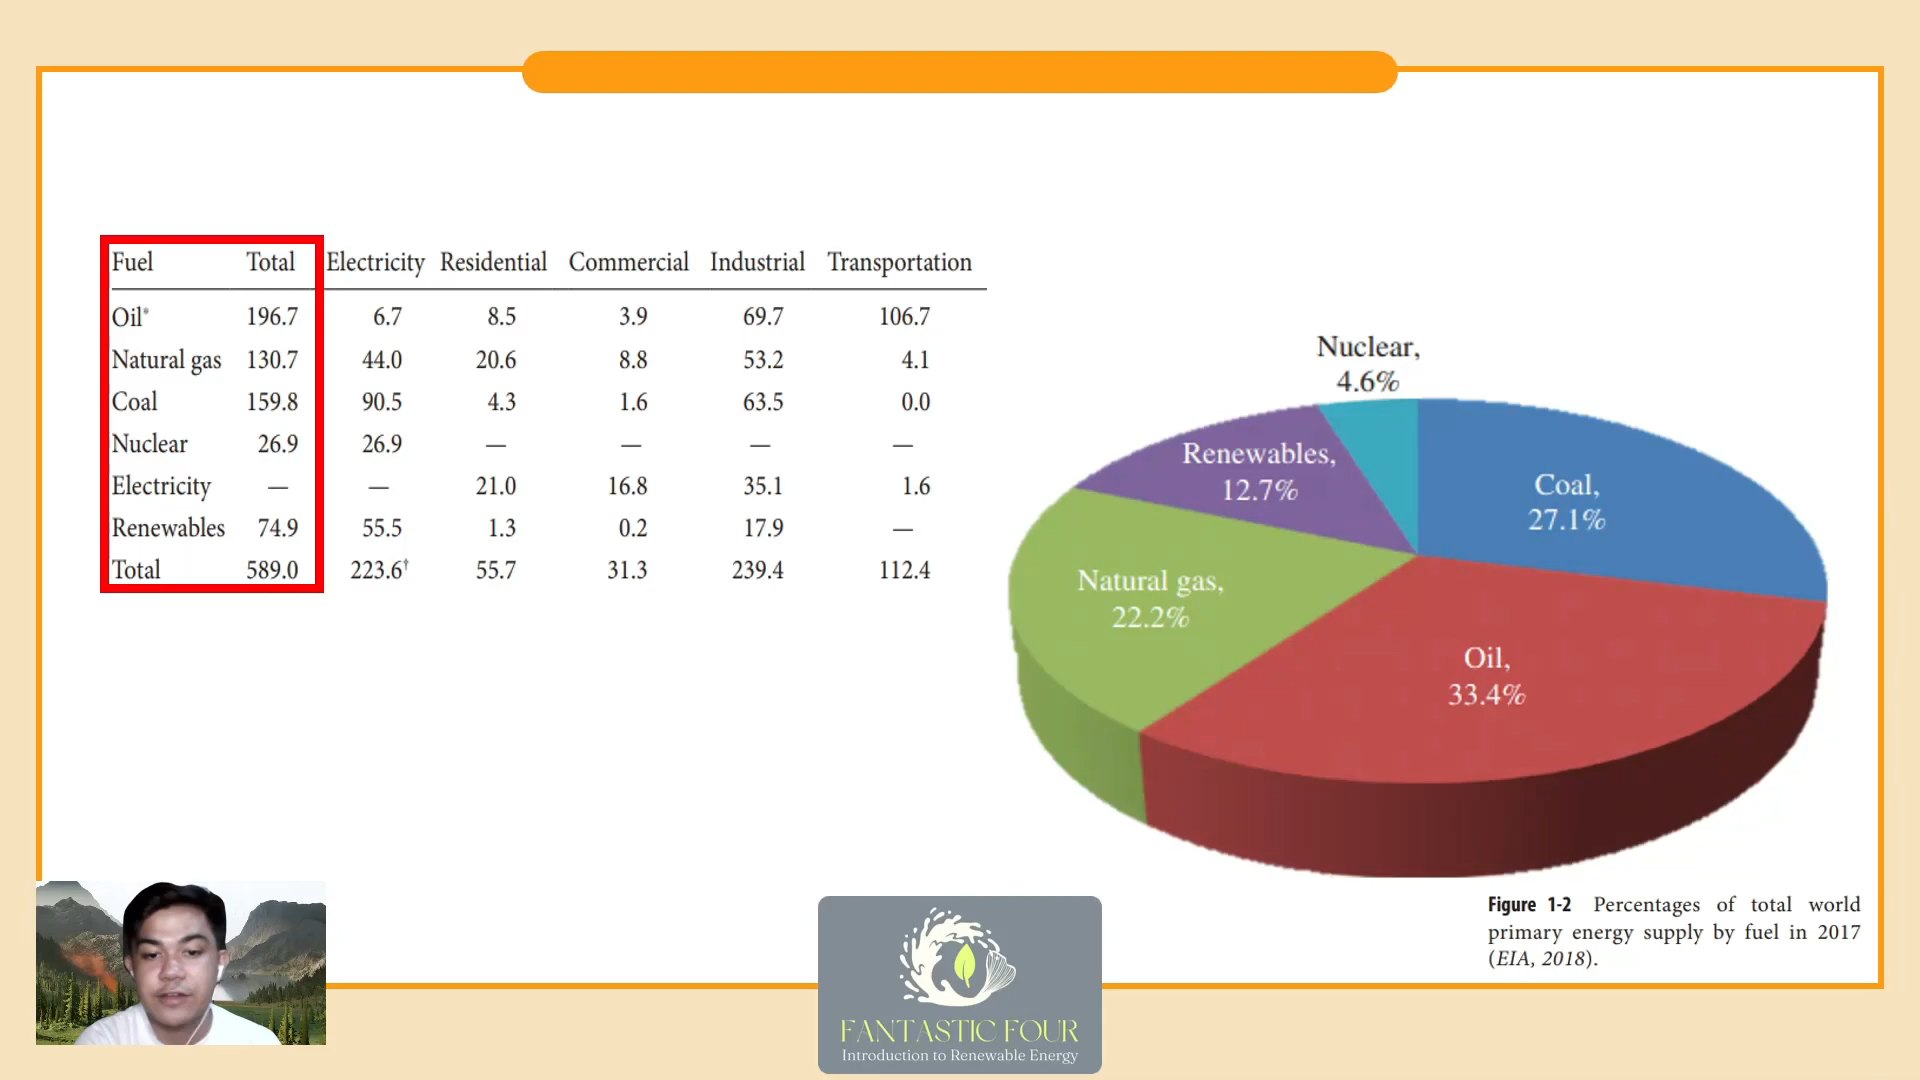 Fuel Total Electricity Residential Commercial Industrial Transportation
Oil* 196.7 6.7 8.5 3.9 69.7 106.7
Natural gas 130.7 44.0 20.6 8.8 53.2 4.1
Coal 159.8 90.5 4.3 1.6 63.5 0.0
Nuclear 26.9 26.9 — — — —
Electricity — — 21.0 16.8 35.1 1.6
Renewables 74.9 55.5 1.3 0.2 17.9 —
Total 589.0 223.6† 55.7 31.3 239.4 112.4
Nuclear,
4.6%
Renewables,
12.7%
Coal,
27.1%
Natural gas,
22.2%
Oil,
33.4%
Figure 1-2 Percentages of total world
primary energy supply by fuel in 2017
(EIA, 2018).
FANTASTIC FOUR
Introduction to Renewable Energy